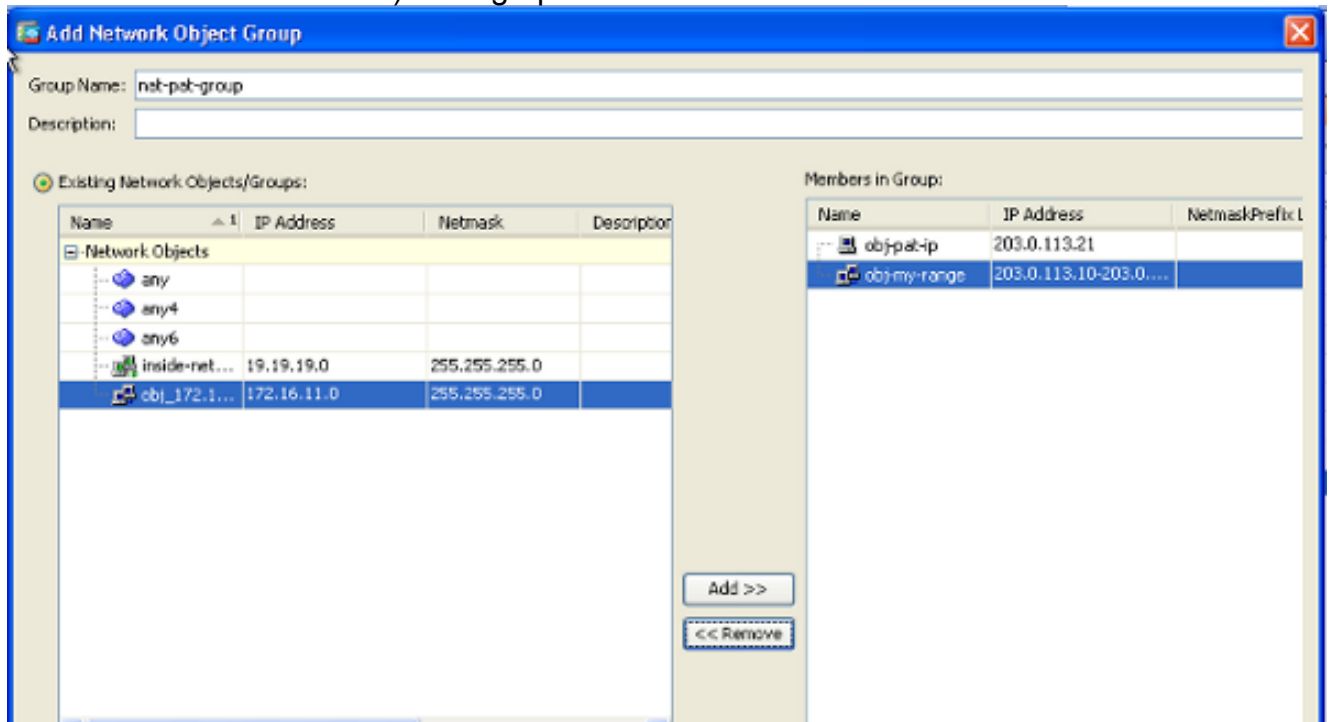 Add Network Object Group
Group Name: nat-pat-group
Description:
Existing Network Objects/Groups:
Members in Group:
Name 1 IP Address Netmask Description
Name IP Address NetmaskPrefix L
Network Objects
any
any4
any6
inside-net... 19.19.19.0 255.255.255.0
obj_172.1... 172.16.11.0 255.255.255.0
obj-pat-ip 203.0.113.21
obj-my-range 203.0.113.10-203.0....
Add >>
<< Remove